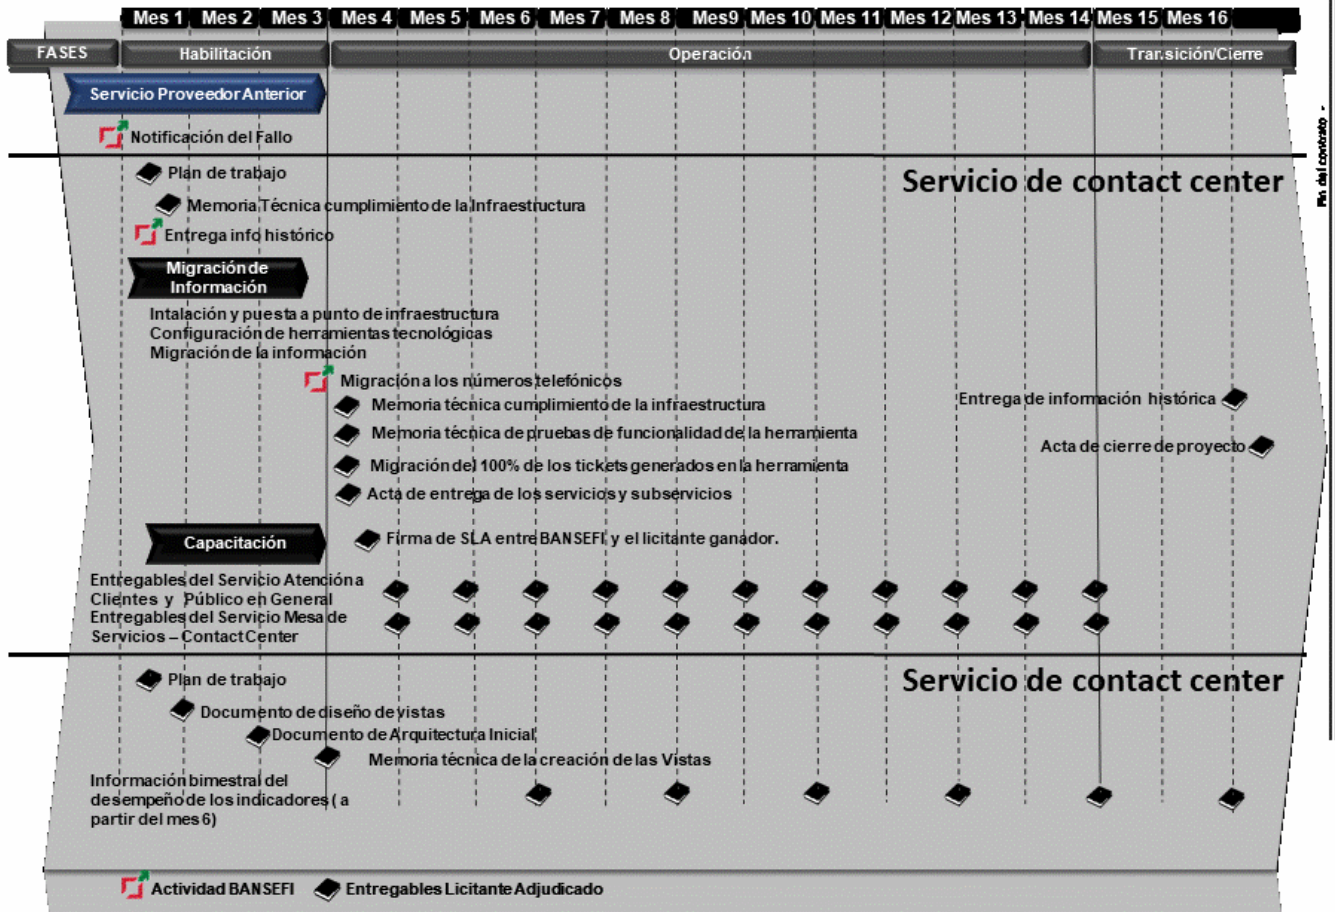 Mes 1 Mes 2 Mes 3 Mes 4 Mes 5 Mes 6 Mes 7 Mes 8 Mes9 Mes 10 Mes 11 Mes 12 Mes 13 Mes 14 Mes 15 Mes 16
FASES Habilitación Operación Transición/Cierre
Servicio Proveedor Anterior
Notificación del Fallo
Fin del contrato -
Servicio de contact center
Plan de trabajo
Memoria Técnica cumplimiento de la Infraestructura
Entrega info histórico
Migración de
Información
Intalación y puesta a punto de infraestructura
Configuración de herramientas tecnológicas
Migración de la información
Migración a los números telefónicos
Memoria técnica cumplimiento de la infraestructura
Entrega de información histórica
Memoria técnica de pruebas de funcionalidad de la herramienta
Acta de cierre de proyecto
Migración del 100% de los tickets generados en la herramienta
Acta de entrega de los servicios y subservicios
Capacitación
Firma de SLA entre BANSEFI y el licitante ganador.
Entregables del Servicio Atención a
Clientes y Público en General
Entregables del Servicio Mesa de
Servicios – Contact Center
Servicio de contact center
Plan de trabajo
Documento de diseño de vistas
Documento de Arquitectura Inicial
Memoria técnica de la creación de las Vistas
Información bimestral del
desempeño de los indicadores ( a
partir del mes 6)
Actividad BANSEFI Entregables Licitante Adjudicado